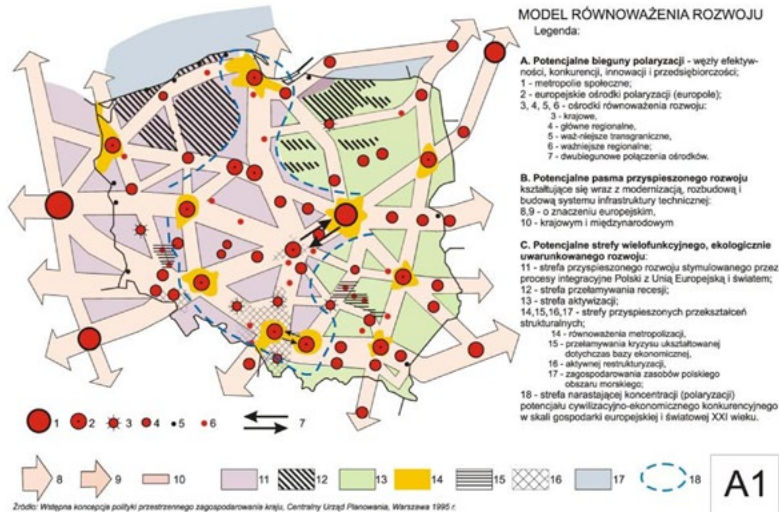 MODEL RÓWNOWAŻENIA ROZWOJU
Legenda:
A. Potencjalne bieguny polaryzacji - węzły efektyw-
ności, konkurencji, innowacji i przedsiębiorczości;
1 - metropolie społeczne;
2 - europejskie ośrodki polaryzacji (europole);
3, 4, 5, 6 - ośrodki równoważenia rozwoju:
3 - krajowe,
4 - główne regionalne,
5 - waż-niejsze transgraniczne,
6 - ważniejsze regionalne;
7 - dwubiegunowe połączenia ośrodków.
B. Potencjalne pasma przyspieszonego rozwoju
kształtujące się wraz z modernizacją, rozbudową i
budową systemu infrastruktury technicznej:
8,9 - o znaczeniu europejskim,
10 - krajowym i międzynarodowym
C. Potencjalne strefy wielofunkcyjnego, ekologicznie
uwarunkowanego rozwoju:
11 - strefa przyspieszonego rozwoju stymulowanego przez
procesy integracyjne Polski z Unią Europejską i światem;
12 - strefa przełamywania recesji;
13 - strefa aktywizacji;
14,15,16,17 - strefy przyspieszonych przekształceń
strukturalnych;
14 - równoważenia metropolizacji,
15 - przełamywania kryzysu ukształtowanej
dotychczas bazy ekonomicznej,
16 - aktywnej restrukturyzacji,
17 - zagospodarowania zasobów polskiego
obszaru morskiego;
18 - strefa narastającej koncentracji (polaryzacji)
potencjału cywilizacyjno-ekonomicznego konkurencyjnego
w skali gospodarki europejskiej i światowej XXI wieku.
1 2 3 4 5 6 7
8 9 10 11 12 13 14 15 16 17 18
A1
Źródło: Wstępna koncepcja polityki przestrzennego zagospodarowania kraju, Centralny Urząd Planowania, Warszawa 1995 r.